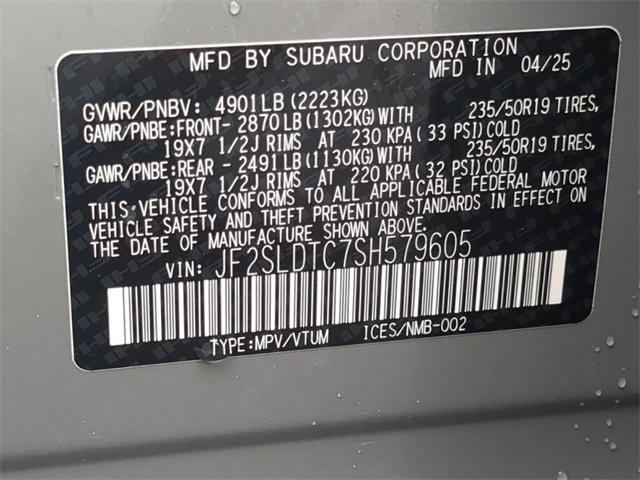 MFD BY SUBARU CORPORATION
MFD IN 04/25
GVWR/PNBV: 4901LB (2223KG)
GAWR/PNBE:FRONT- 2870LB (1302KG)WITH 235/50R19 TIRES,
19X7 1/2J RIMS AT 230 KPA (33 PSI)COLD
GAWR/PNBE:REAR - 2491LB (1130KG)WITH 235/50R19 TIRES,
19X7 1/2J RIMS AT 220 KPA (32 PSI)COLD
THIS VEHICLE CONFORMS TO ALL APPLICABLE FEDERAL MOTOR
VEHICLE SAFETY AND THEFT PREVENTION STANDARDS IN EFFECT ON
THE DATE OF MANUFACTURE SHOWN ABOVE.
VIN: JF2SLDTC7SH579605
TYPE:MPV/VTUM ICES/NMB-002